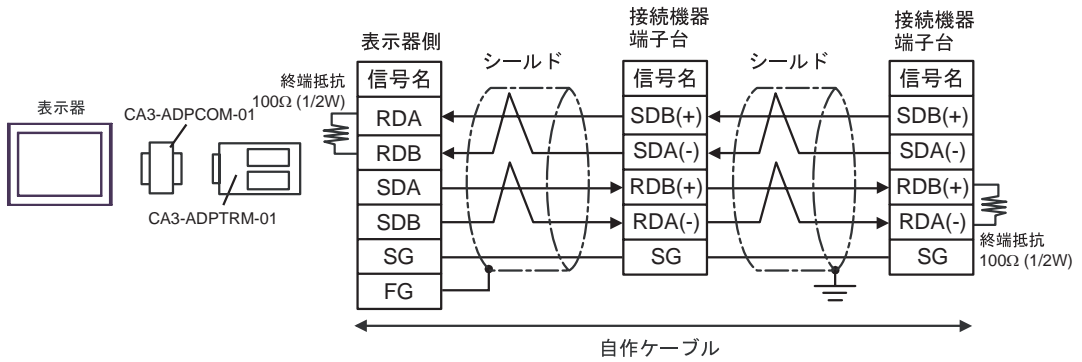 表示器
CA3-ADPCOM-01
CA3-ADPTRM-01
終端抵抗
100Ω (1/2W)
表示器側
信号名
RDA
RDB
SDA
SDB
SG
FG
シールド
接続機器
端子台
信号名
SDB(+)
SDA(-)
RDB(+)
RDA(-)
SG
シールド
接続機器
端子台
信号名
SDB(+)
SDA(-)
RDB(+)
RDA(-)
SG
終端抵抗
100Ω (1/2W)
自作ケーブル